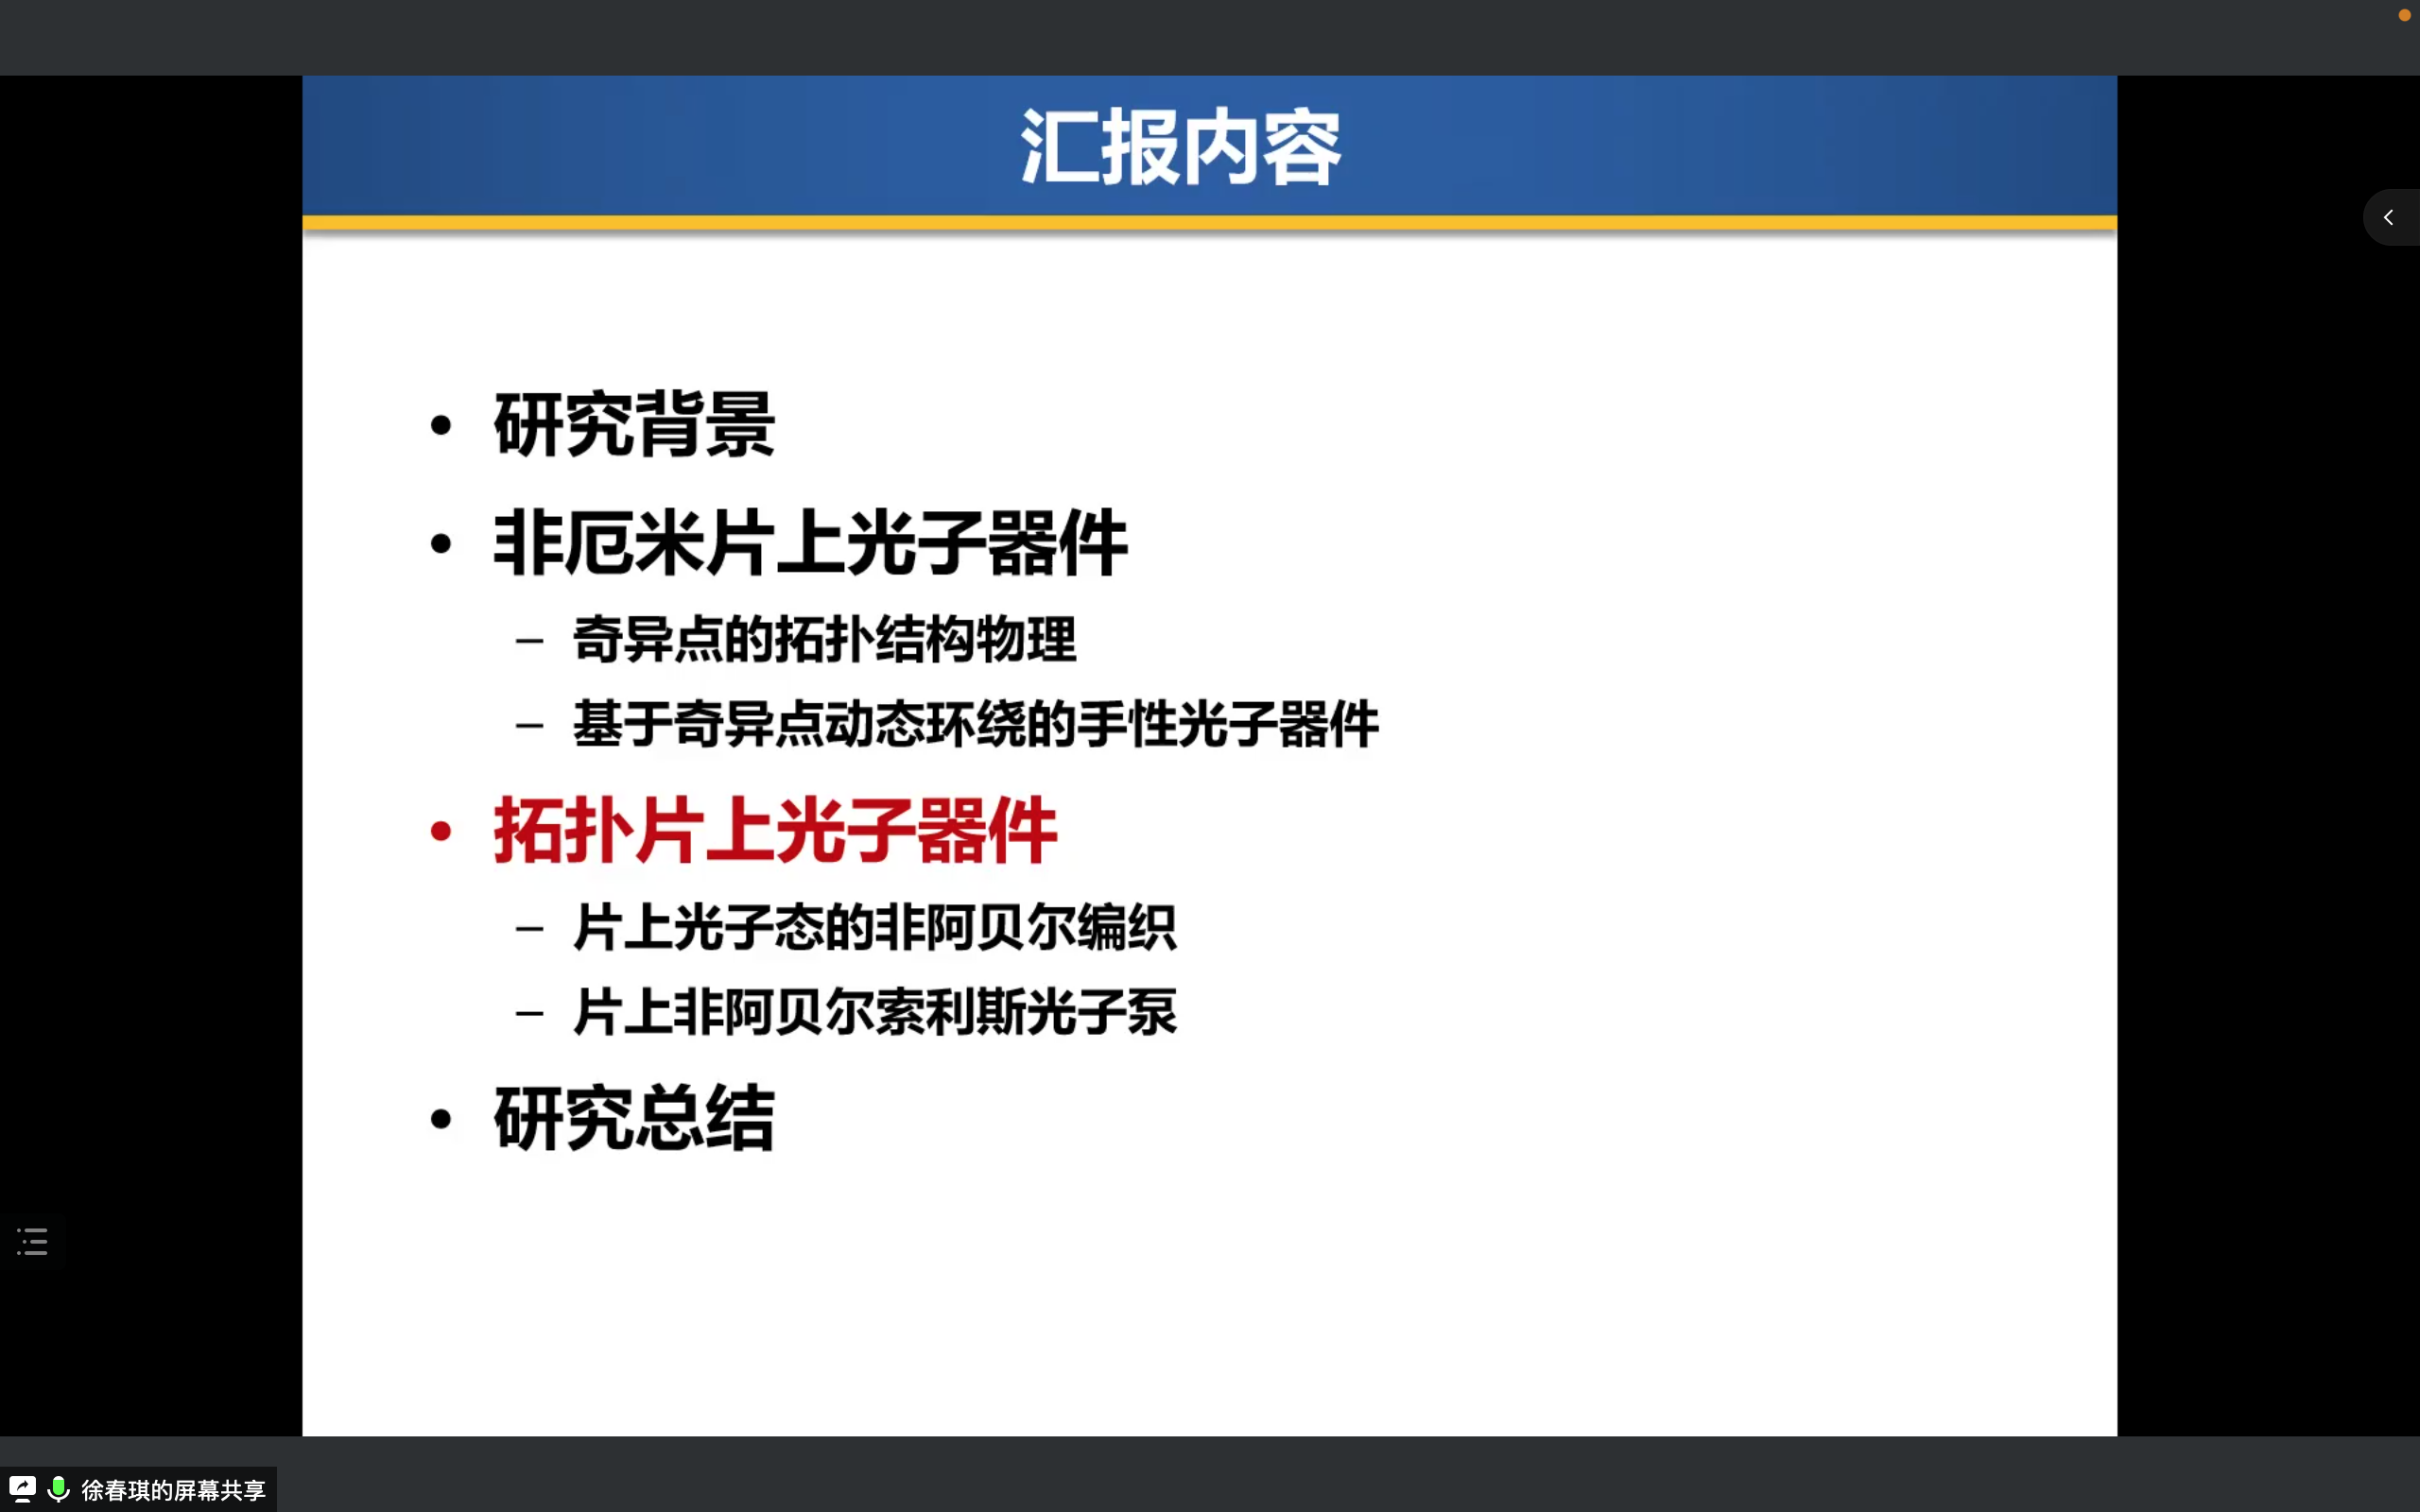 汇报内容
• 研究背景
• 非厄米片上光子器件
– 奇异点的拓扑结构物理
– 基于奇异点动态环绕的手性光子器件
• 拓扑片上光子器件
– 片上光子态的非阿贝尔编织
– 片上非阿贝尔索利斯光子泵
• 研究总结
徐春琪的屏幕共享